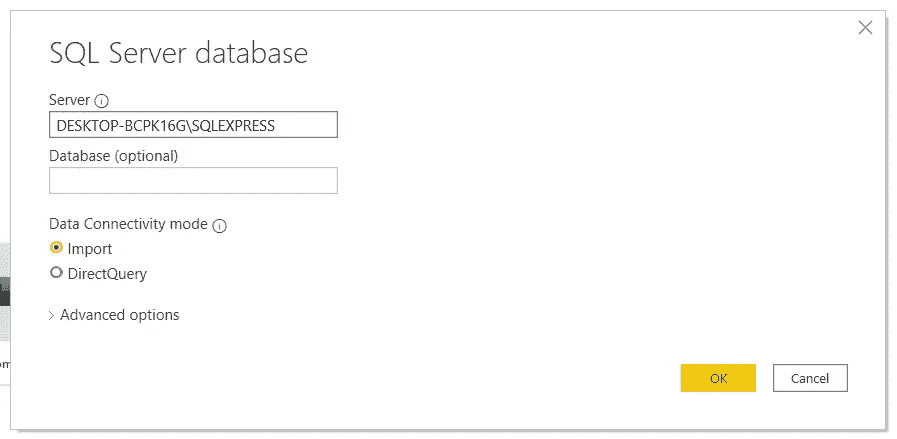 SQL Server database
Server
DESKTOP-BCPK16G\SQLEXPRESS
Database (optional)
Data Connectivity mode
Import
DirectQuery
Advanced options
OK
Cancel